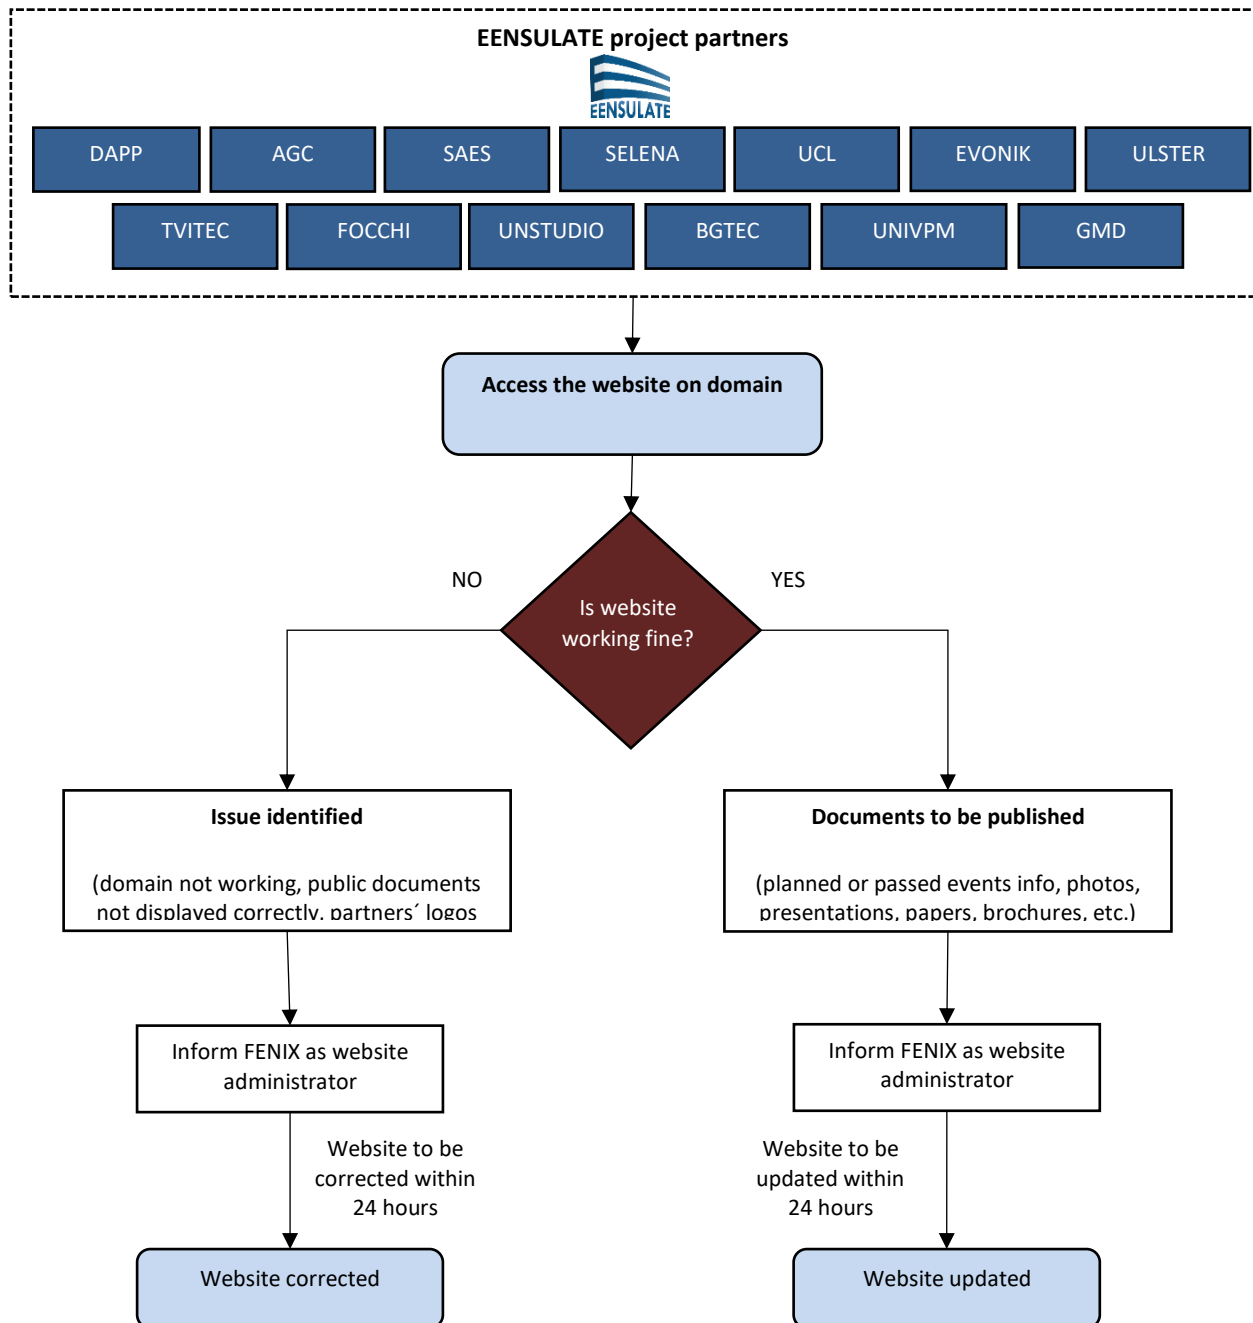 EENSULATE project partners
EENSULATE
DAPP
AGC
SAES
SELENA
UCL
EVONIK
ULSTER
TVITEC
FOCCHI
UNSTUDIO
BGTEC
UNIVPM
GMD
Access the website on domain
NO
YES
Is website
working fine?
Issue identified
(domain not working, public documents
not displayed correctly, partners´ logos
Documents to be published
(planned or passed events info, photos,
presentations, papers, brochures, etc.)
Inform FENIX as website
administrator
Inform FENIX as website
administrator
Website to be
corrected within
24 hours
Website to be
updated within
24 hours
Website corrected
Website updated